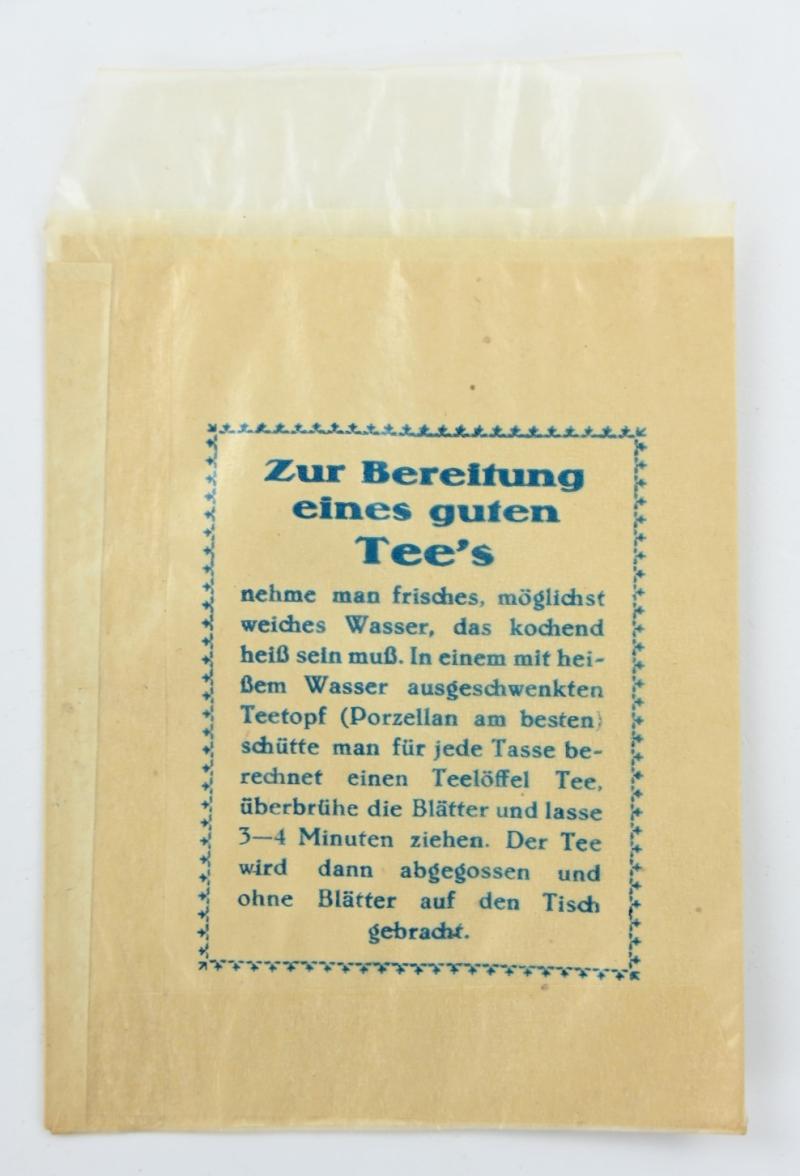 Zur Bereitung
eines guten
Tee's
nehme man frisches, möglichst
weiches Wasser, das kochend
heiß sein muß. In einem mit hei-
ßem Wasser ausgeschwenkten
Teetopf (Porzellan am besten)
schütte man für jede Tasse be-
rechnet einen Teelöffel Tee,
überbrühe die Blätter und lasse
3—4 Minuten ziehen. Der Tee
wird dann abgegossen und
ohne Blätter auf den Tisch
gebracht.